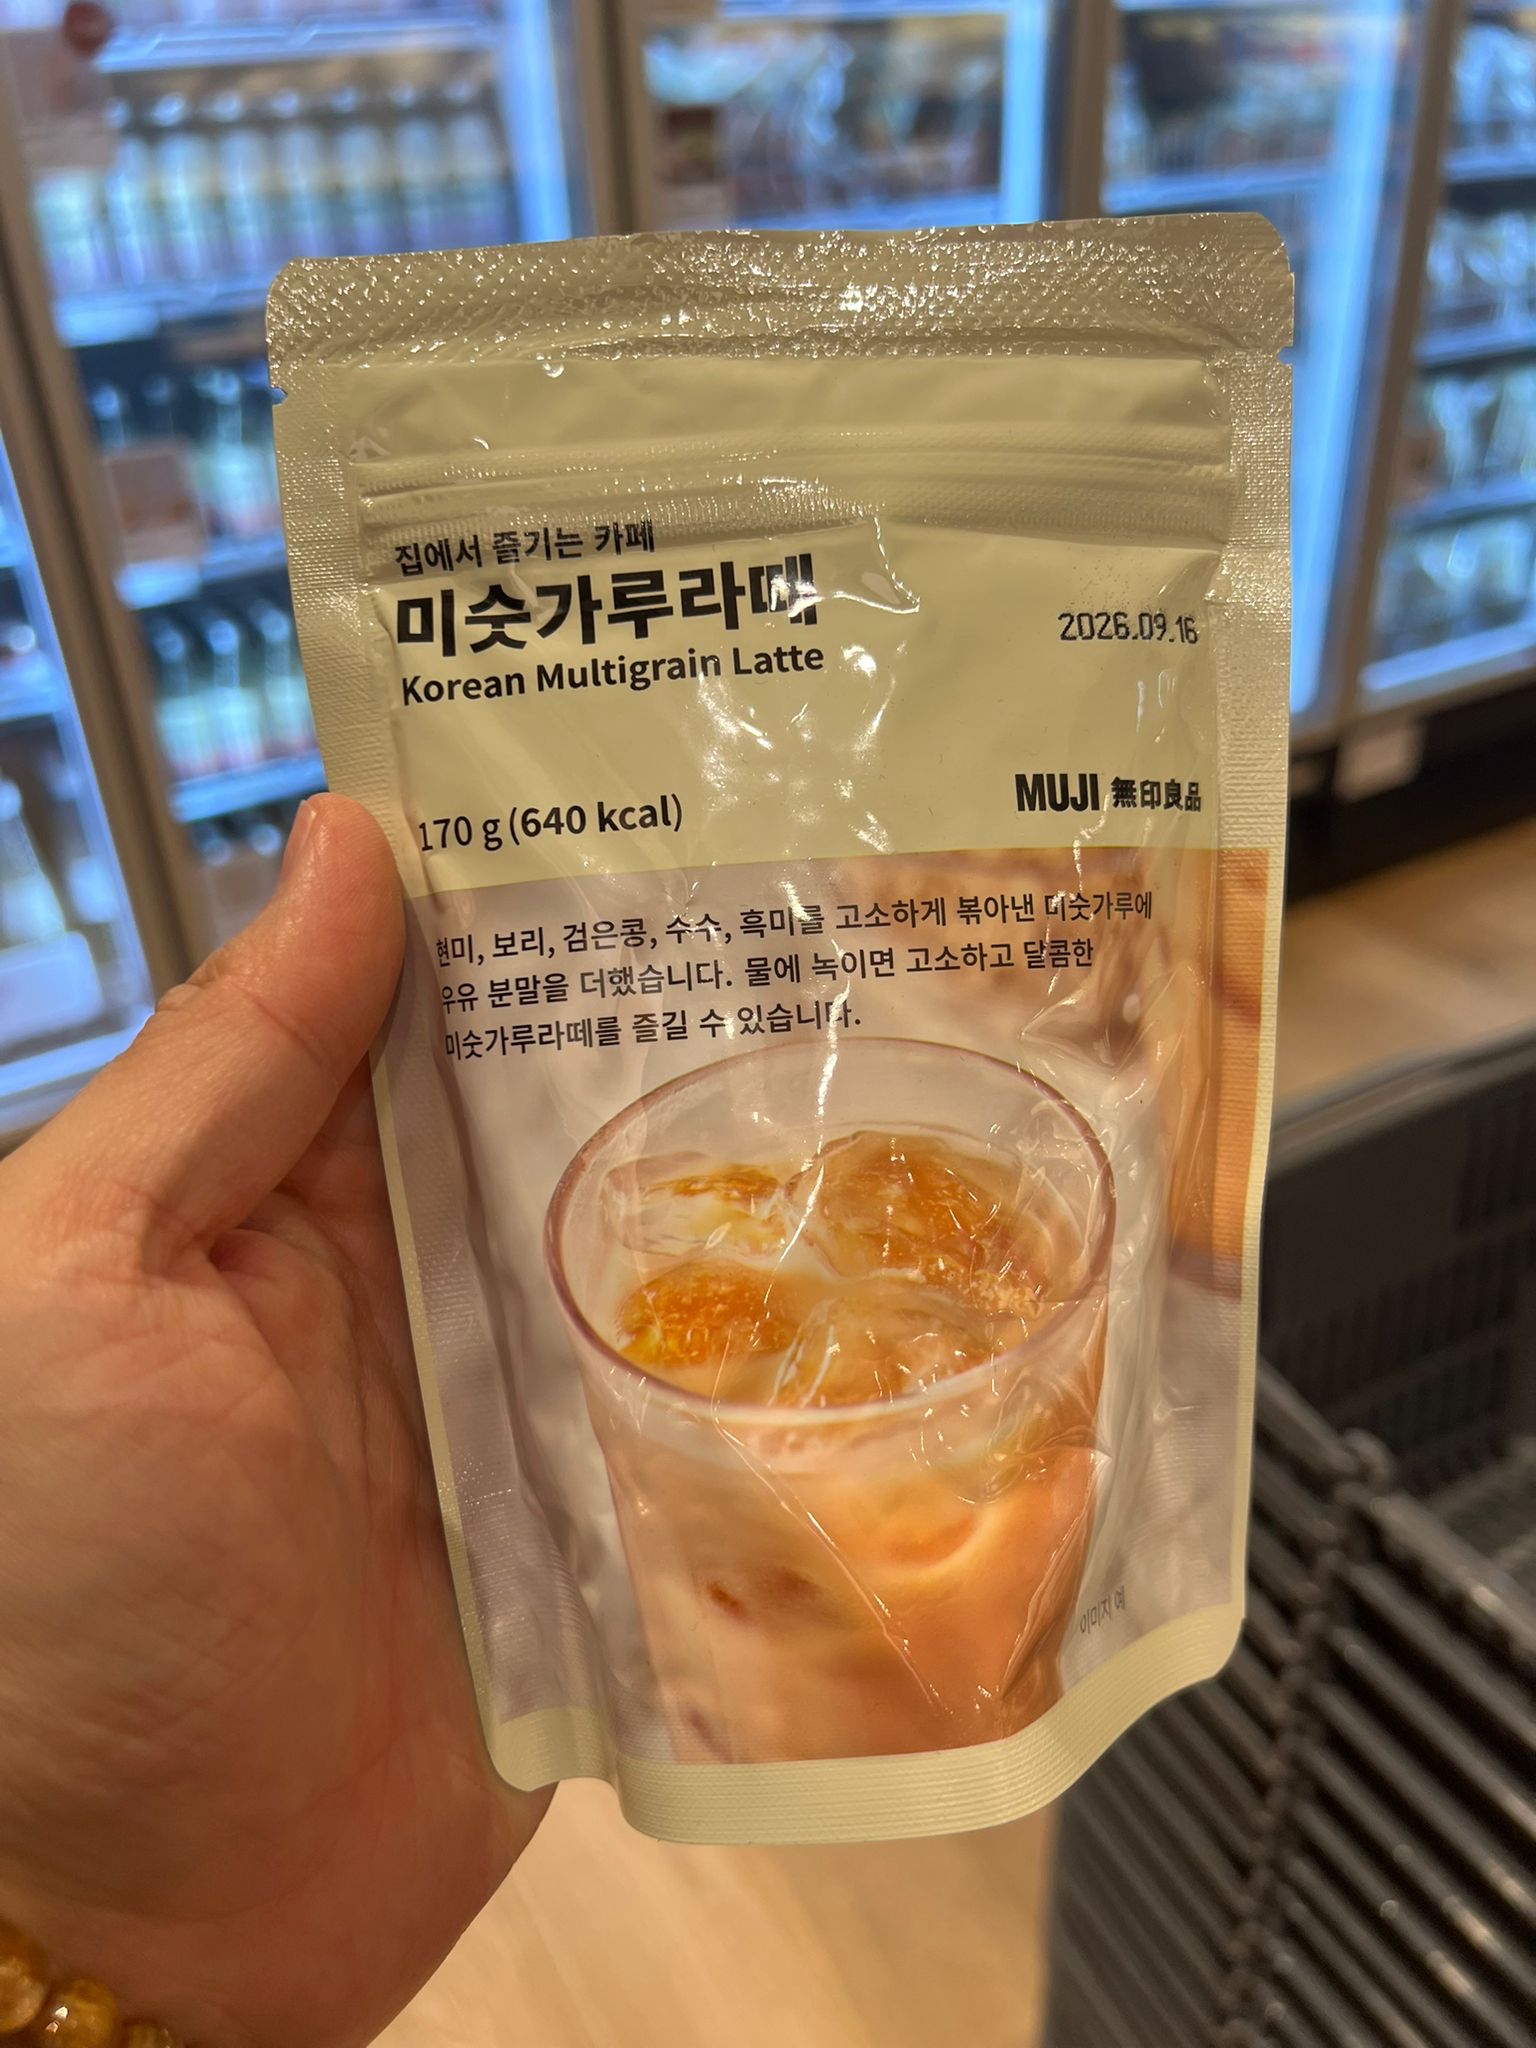 집에서 즐기는 카페
미숫가루라떼
Korean Multigrain Latte
2026.09.16
170 g (640 kcal)
MUJI 無印良品
현미, 보리, 검은콩, 수수, 흑미를 고소하게 볶아낸 미숫가루에
우유 분말을 더했습니다. 물에 녹이면 고소하고 달콤한
미숫가루라떼를 즐길 수 있습니다.
이미지 예